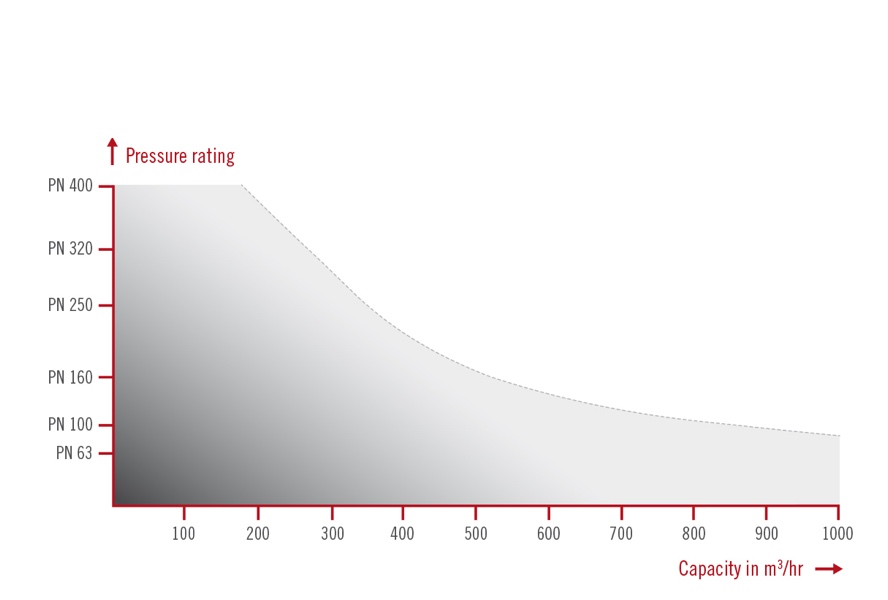 Pressure rating
PN 400
PN 320
PN 250
PN 160
PN 100
PN 63
100 200 300 400 500 600 700 800 900 1000
Capacity in m³/hr